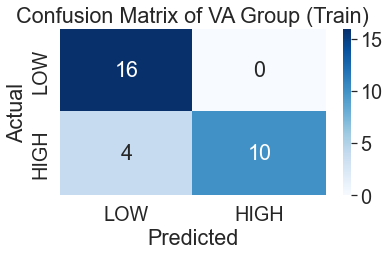 Confusion Matrix of VA Group (Train)
Actual
LOW
HIGH
16
0
4
10
LOW
HIGH
Predicted
15
10
5
0